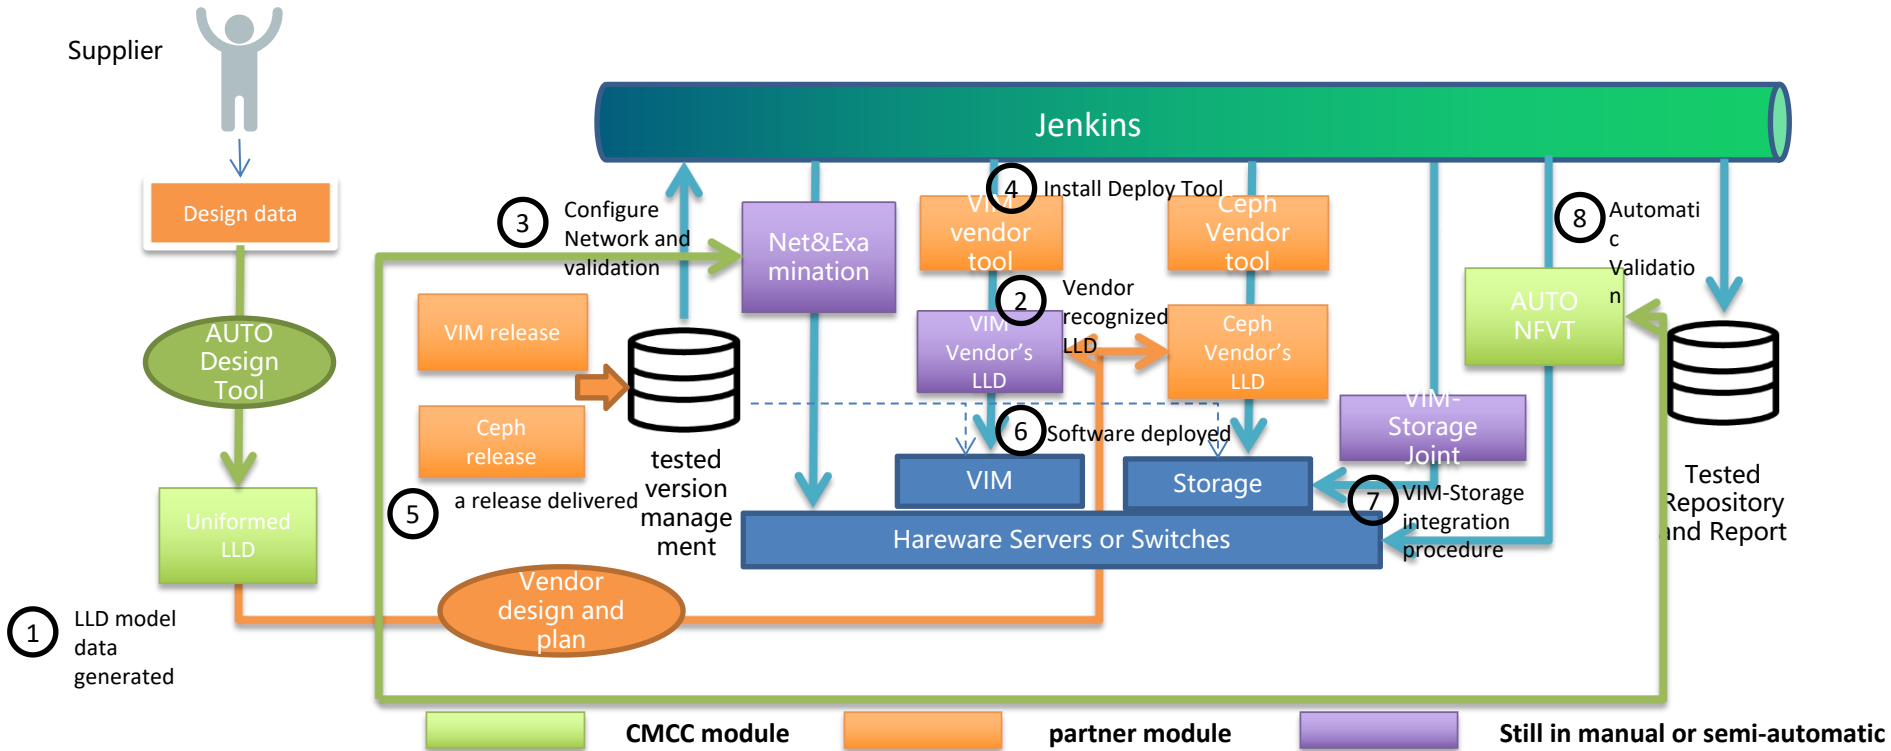 Supplier
Jenkins
Design data
3
Configure
Network and
validation
Net&Exa
mination
4
Install Deploy Tool
VIM
vendor
tool
Ceph
Vendor
tool
8
Automati
c
Validatio
n
AUTO
NFVT
2
Vendor
recognized
LLD
VIM
Vendor's
LLD
Ceph
Vendor's
LLD
VIM release
Ceph
release
AUTO
Design
Tool
tested
version
manage
ment
5
a release delivered
6
Software deployed
VIM-
Storage
Joint
VIM
Storage
7
VIM-Storage
integration
procedure
Hareware Servers or Switches
Tested
Repository
and Report
Uniformed
LLD
Vendor
design and
plan
1
LLD model
data
generated
CMCC module
partner module
Still in manual or semi-automatic